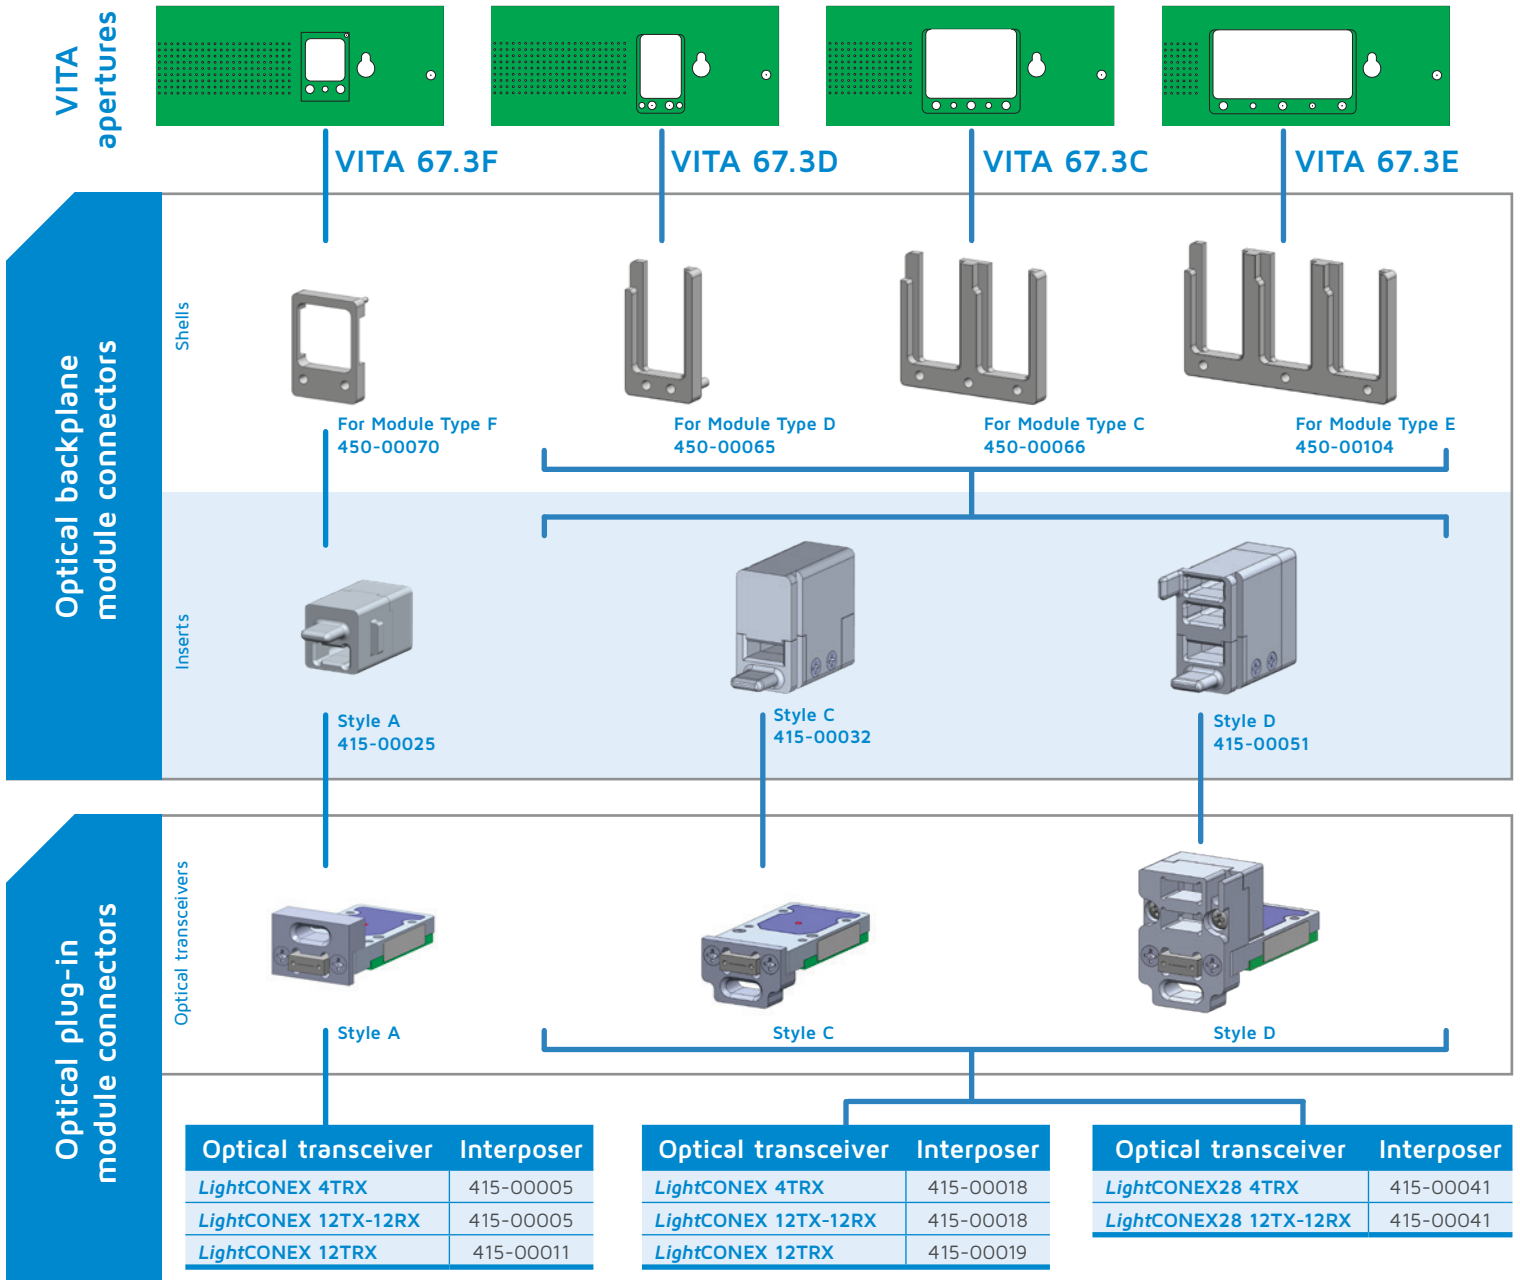 VITA
apertures
VITA 67.3F
VITA 67.3D
VITA 67.3C
VITA 67.3E
Optical backplane
module connectors
Shells
For Module Type F
450-00070
For Module Type D
450-00065
For Module Type C
450-00066
For Module Type E
450-00104
Inserts
Style A
415-00025
Style C
415-00032
Style D
415-00051
Optical plug-in
module connectors
Optical transceivers
Style A
Style C
Style D
Optical transceiver Interposer
LightCONEX 4TRX 415-00005
LightCONEX 12TX-12RX 415-00005
LightCONEX 12TRX 415-00011
Optical transceiver Interposer
LightCONEX 4TRX 415-00018
LightCONEX 12TX-12RX 415-00018
LightCONEX 12TRX 415-00019
Optical transceiver Interposer
LightCONEX28 4TRX 415-00041
LightCONEX28 12TX-12RX 415-00041